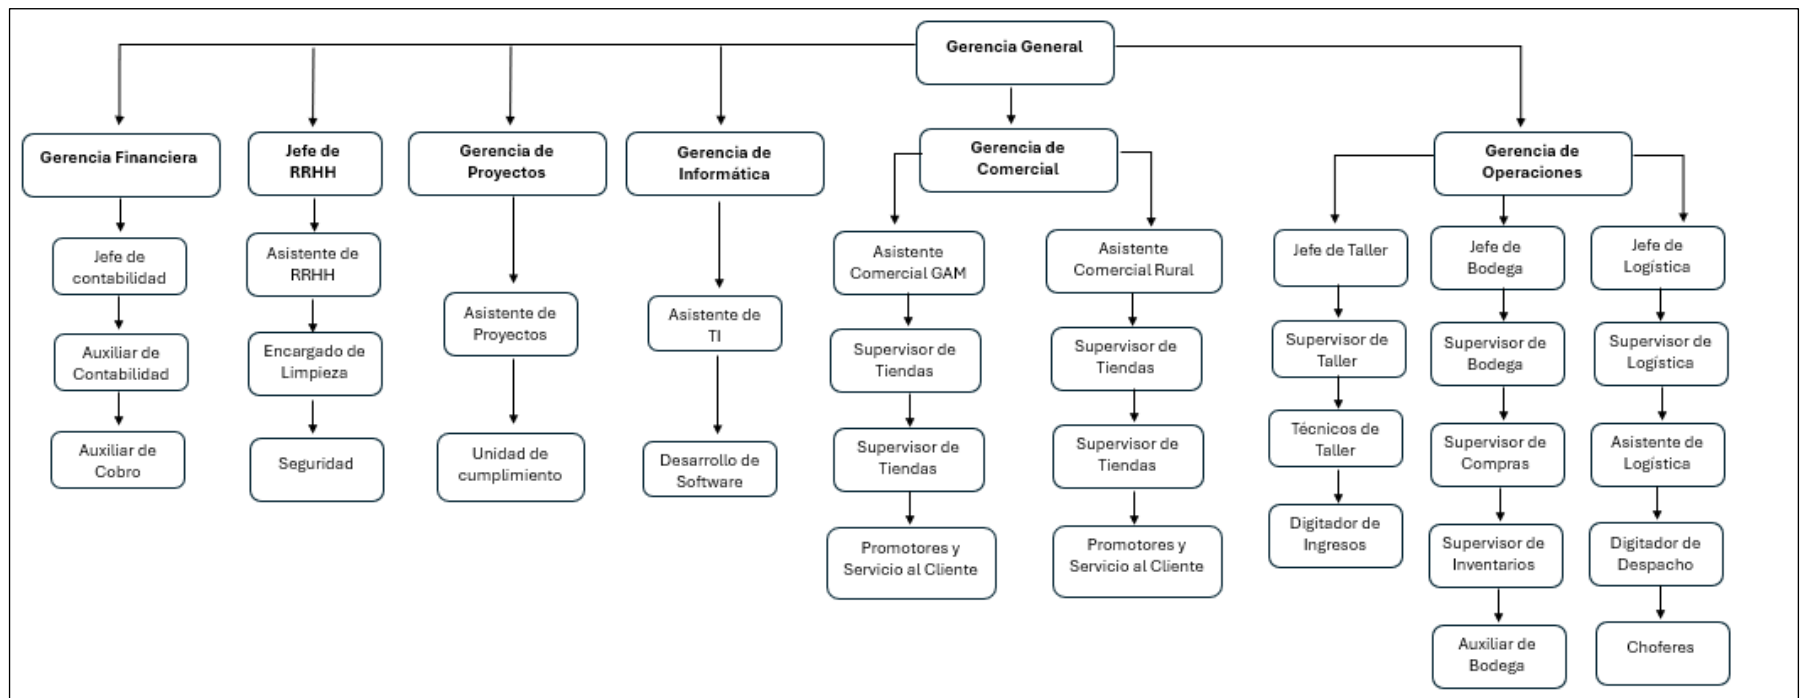 Gerencia General
Gerencia Financiera
Jefe de
RRHH
Gerencia de
Proyectos
Gerencia de
Informática
Gerencia de
Comercial
Gerencia de
Operaciones
Jefe de
contabilidad
Asistente de
RRHH
Asistente de
Proyectos
Asistente de
TI
Asistente
Comercial GAM
Asistente
Comercial Rural
Jefe de Taller
Jefe de
Bodega
Jefe de
Logística
Auxiliar de
Contabilidad
Encargado de
Limpieza
Supervisor de
Tiendas
Supervisor de
Tiendas
Supervisor de
Taller
Supervisor de
Bodega
Supervisor de
Logística
Auxiliar de
Cobro
Seguridad
Unidad de
cumplimiento
Desarrollo de
Software
Supervisor de
Tiendas
Supervisor de
Tiendas
Técnicos de
Taller
Supervisor de
Compras
Asistente de
Logística
Promotores y
Servicio al Cliente
Promotores y
Servicio al Cliente
Digitador de
Ingresos
Supervisor de
Inventarios
Digitador de
Despacho
Auxiliar de
Bodega
Choferes